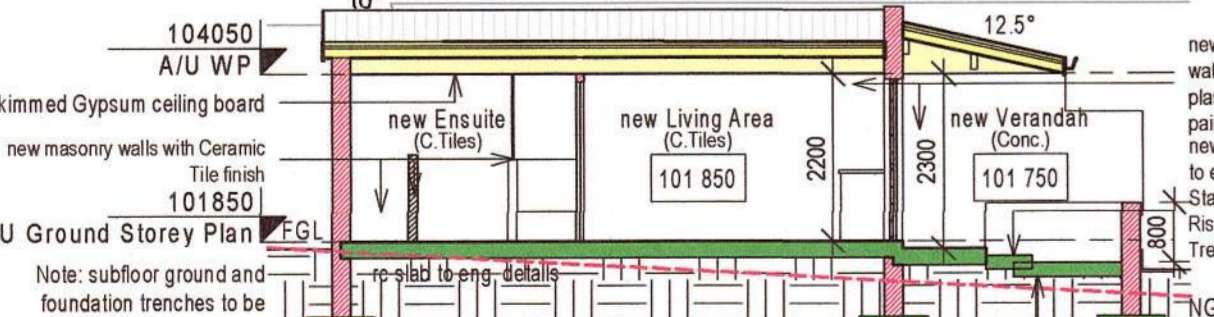 104050
A/U WP
kimmed Gypsum ceiling board
new masonry walls with Ceramic
Tile finish
101850
U Ground Storey Plan
FGL
Note: subfloor ground and
foundation trenches to be
new Ensuite
(C.Tiles)
new Living Area
(C.Tiles)
101 850
2200
2300
12.5°
new Verandah
(Conc.)
101 750
800
rc slab to eng. details
new
wal
plas
pai
new
to e
Sta
Ris
Tre
NG